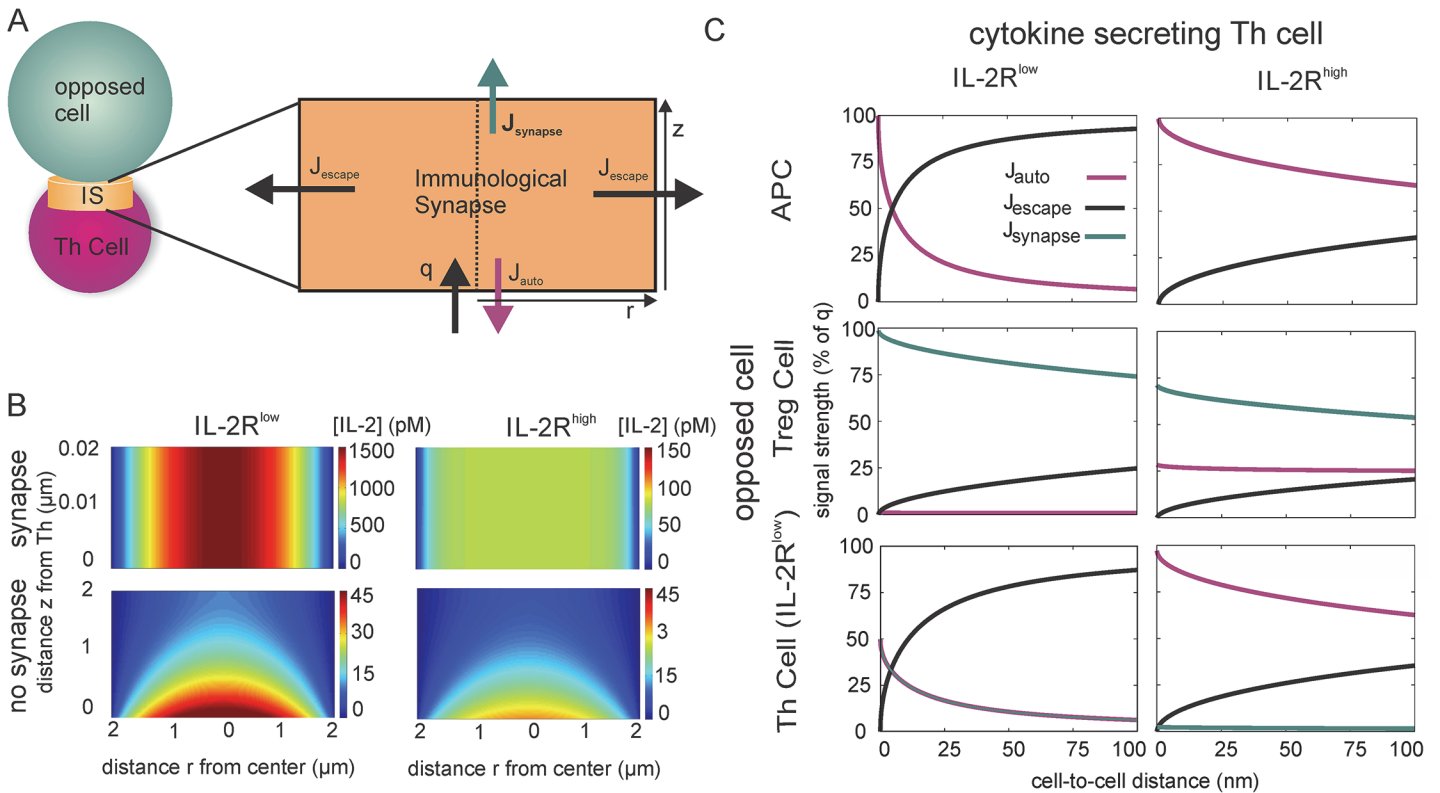 A
opposed
cell
IS
Th Cell
Jsynapse
z
Jescape
Jescape
Immunological
Synapse
q
Jauto
r
B
IL-2Rlow
[IL-2] (pM)
IL-2Rhigh
[IL-2] (pM)
synapse
no synapse
distance z from Th (µm)
0.02
0.01
0
1500
1000
500
0
150
100
50
0
2
1
0
45
30
15
0
45
30
15
0
2 1 0 1 2
2 1 0 1 2
distance r from center (µm)
distance r from center (µm)
C
cytokine secreting Th cell
IL-2Rlow
IL-2Rhigh
opposed cell
APC
Treg Cell
Th Cell (IL-2Rlow)
signal strength (% of q)
100
75
50
25
0
Jauto
Jescape
Jsynapse
100
75
50
25
0
100
75
50
25
0
0 25 50 75 100
0 25 50 75 100
cell-to-cell distance (nm)